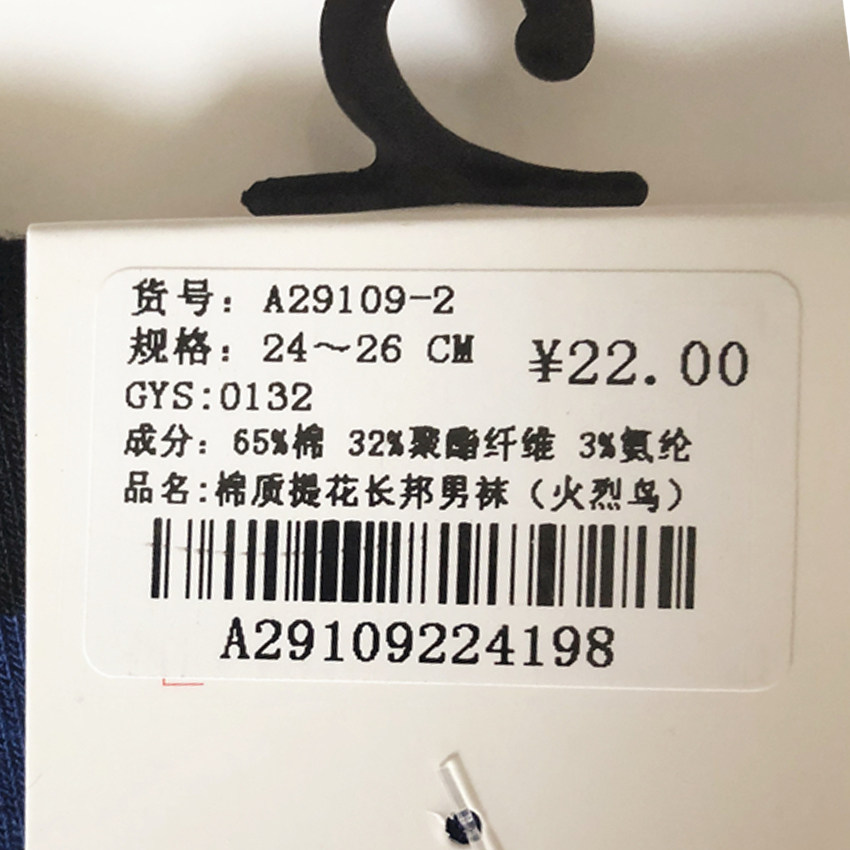 货号：A29109-2
规格：24～26 CM
¥22.00
GYS:0132
成分：65%棉 32%聚酯纤维 3%氨纶
品名:棉质提花长邦男袜（火烈鸟）
A29109224198